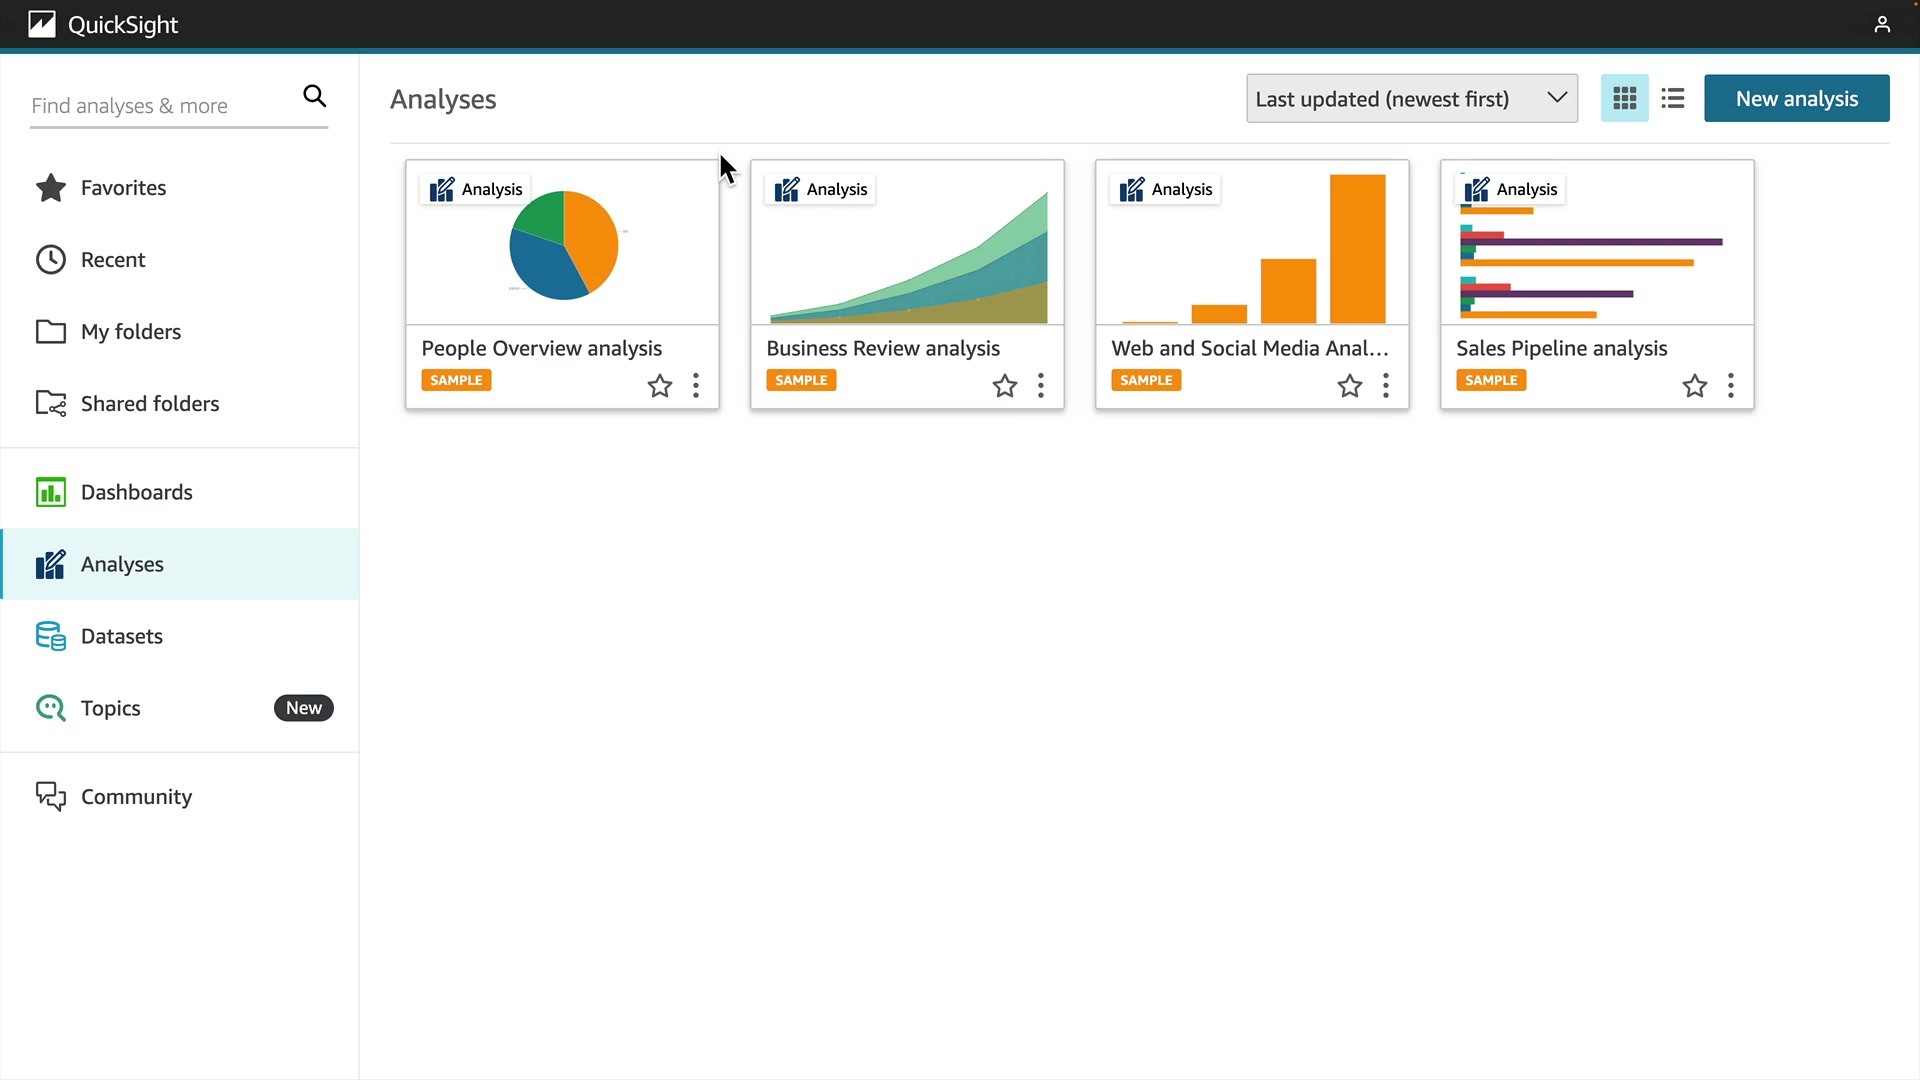 QuickSight
Find analyses & more
Favorites
Recent
My folders
Shared folders
Dashboards
Analyses
Datasets
Topics
New
Community
Analyses
Last updated (newest first)
New analysis
Analysis
People Overview analysis
SAMPLE
Analysis
Business Review analysis
SAMPLE
Analysis
Web and Social Media Anal...
SAMPLE
Analysis
Sales Pipeline analysis
SAMPLE